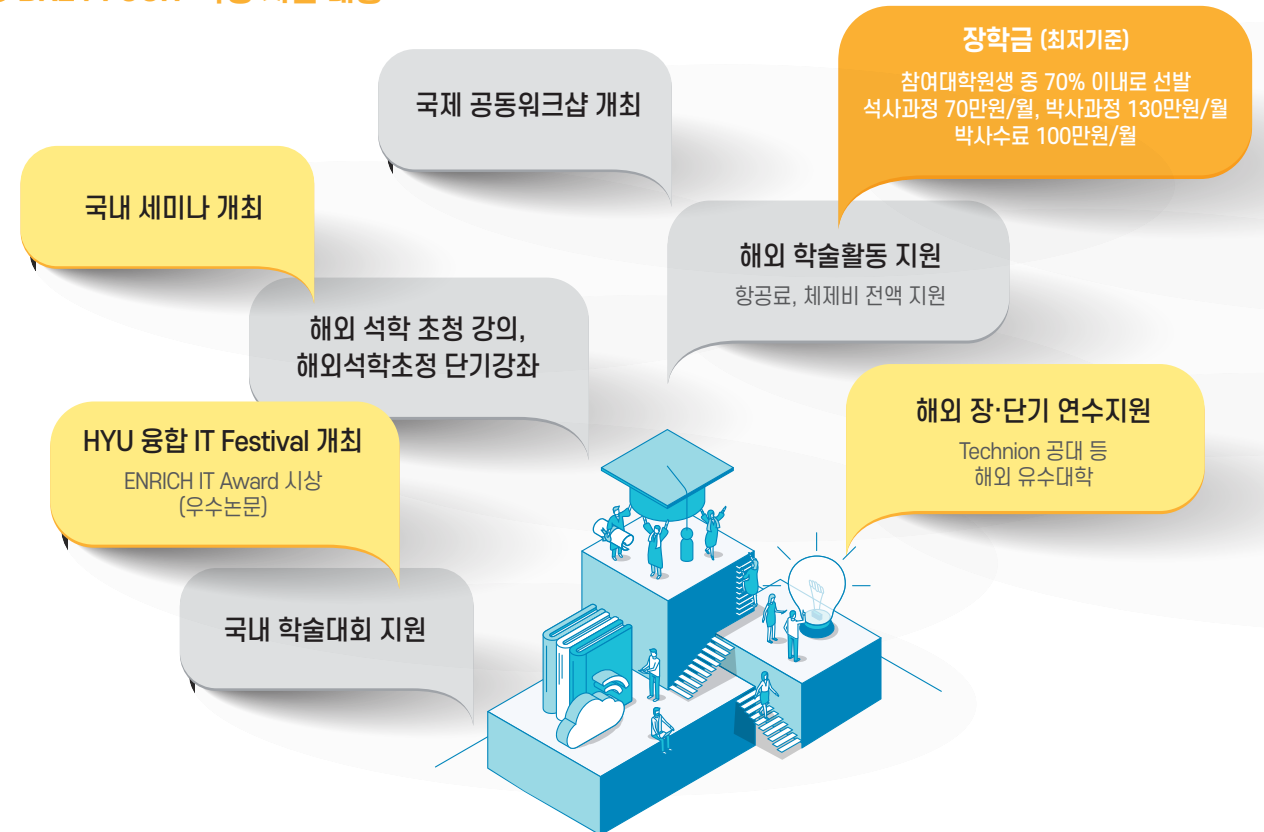 국제 공동워크샵 개최
장학금 (최저기준)
참여대학원생 중 70% 이내로 선발
석사과정 70만원/월, 박사과정 130만원/월
박사수료 100만원/월
국내 세미나 개최
해외 학술활동 지원
항공료, 체제비 전액 지원
해외 석학 초청 강의,
해외석학초정 단기강좌
해외 장·단기 연수지원
Technion 공대 등
해외 유수대학
HYU 융합 IT Festival 개최
ENRICH IT Award 시상
(우수논문)
국내 학술대회 지원